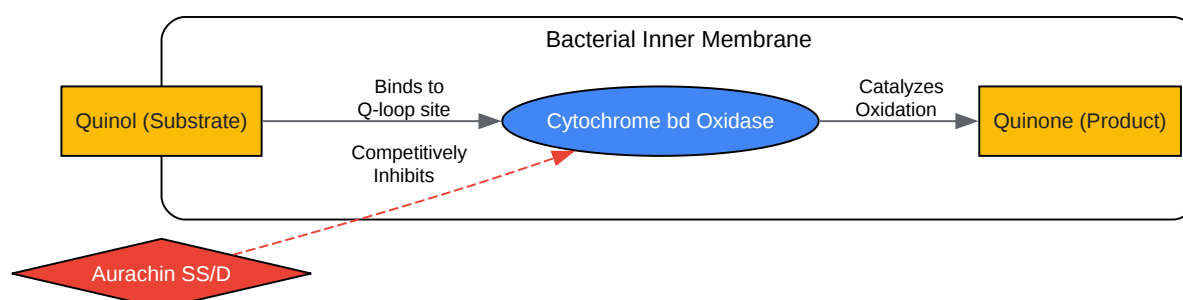 Bacterial Inner Membrane
Quinol (Substrate)
Binds to
Q-loop site
Cytochrome bd Oxidase
Catalyzes
Oxidation
Quinone (Product)
Competitively
Inhibits
Aurachin SS/D